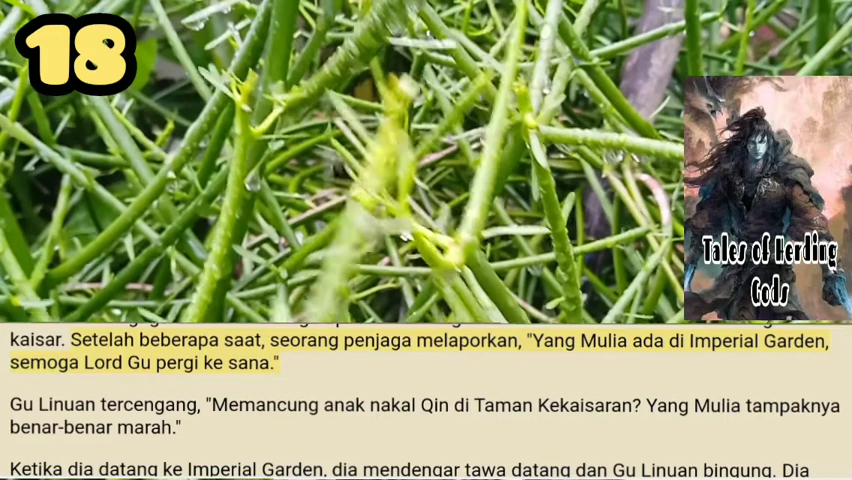 18
Tales of Herding
Gods
kaisar. Setelah beberapa saat, seorang penjaga melaporkan, "Yang Mulia ada di Imperial Garden,
semoga Lord Gu pergi ke sana."
Gu Linuan tercengang, "Memancung anak nakal Qin di Taman Kekaisaran? Yang Mulia tampaknya
benar-benar marah."
Ketika dia datang ke Imperial Garden, dia mendengar tawa datang dan Gu Linuan bingung. Dia